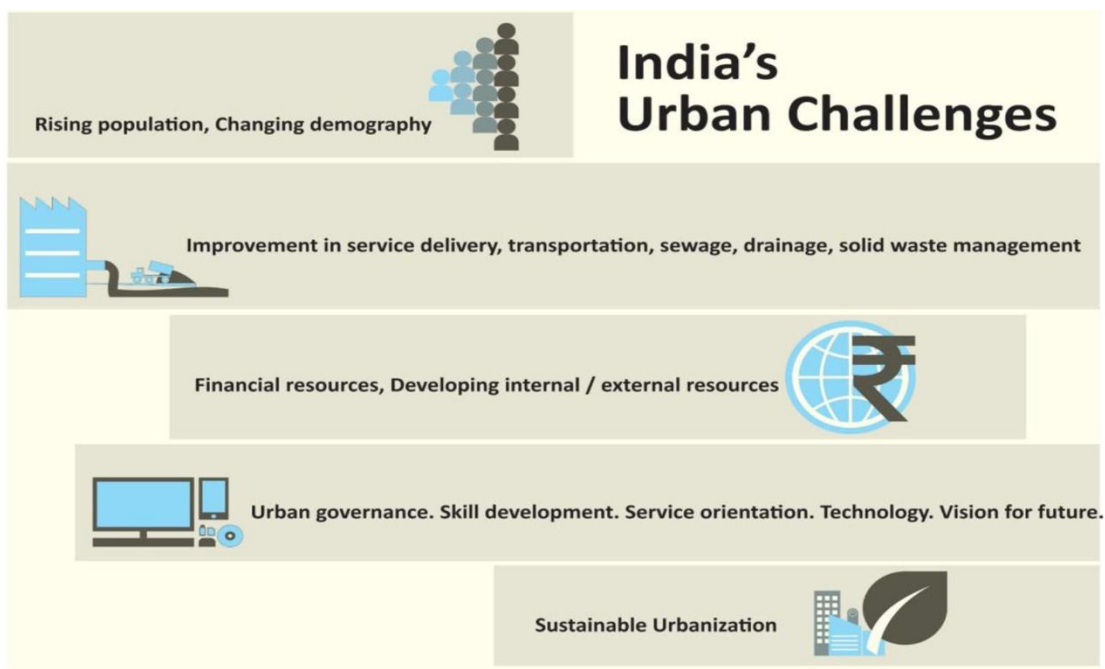 India's
Urban Challenges
Rising population, Changing demography
Improvement in service delivery, transportation, sewage, drainage, solid waste management
Financial resources, Developing internal / external resources
Urban governance. Skill development. Service orientation. Technology. Vision for future.
Sustainable Urbanization